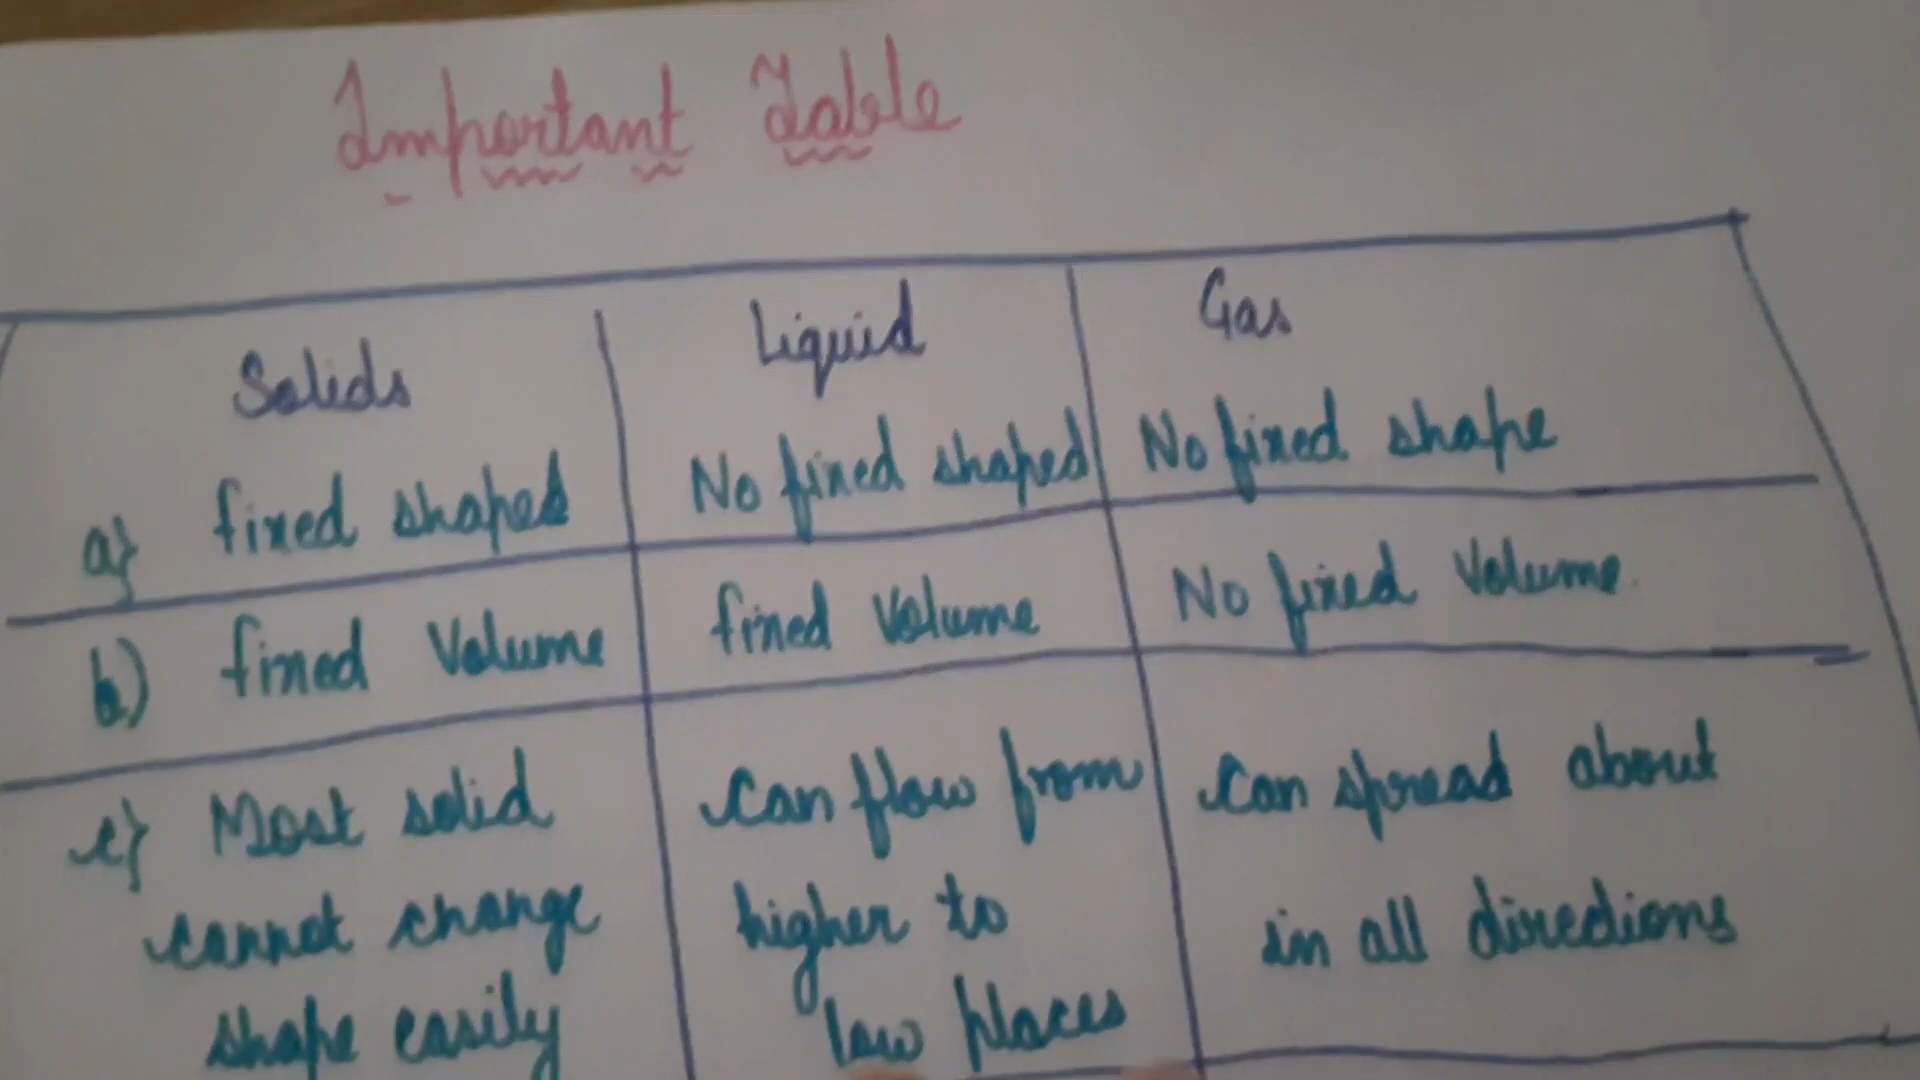 Important Table
Solids Liquid Gas
a) fixed shaped No fixed shaped No fixed shape
b) fixed Volume fixed Volume No fixed Volume.
c) Most solid can flow from can spread about
cannot change higher to in all directions
shape easily low places